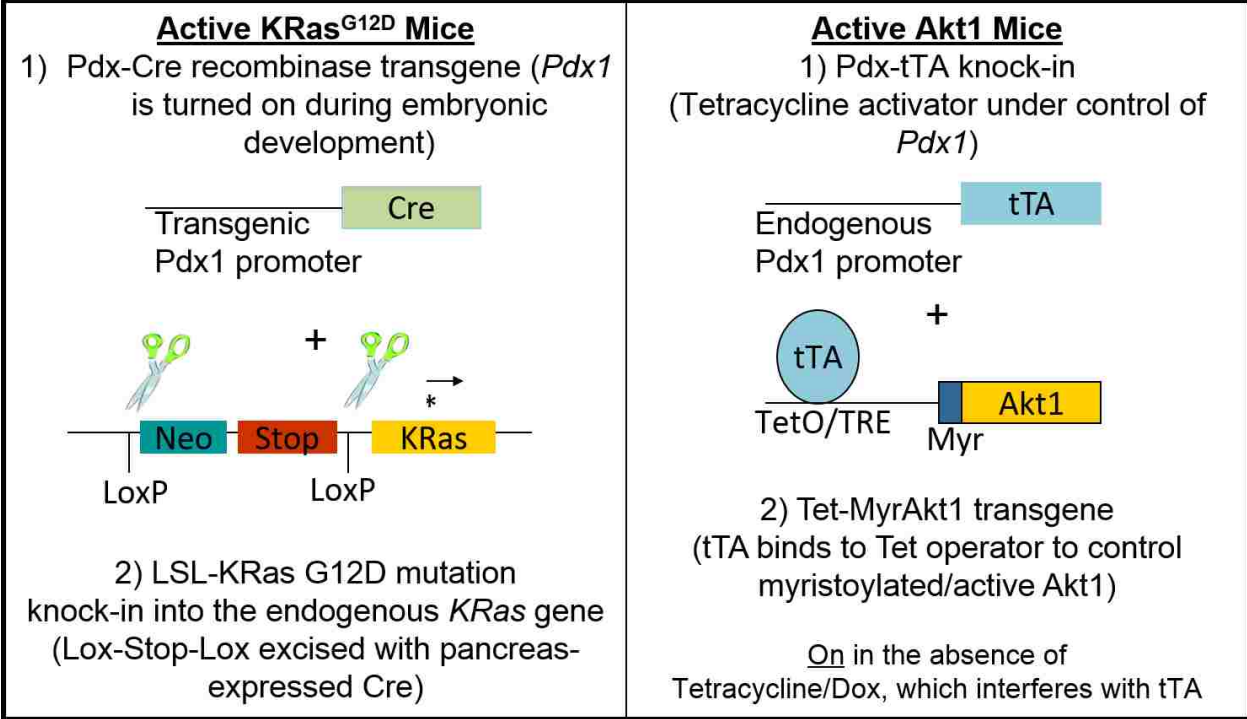 Active KRasG12D Mice
1) Pdx-Cre recombinase transgene (Pdx1
is turned on during embryonic
development)
Cre
Transgenic
Pdx1 promoter
+
*
Neo
Stop
KRas
LoxP
LoxP
2) LSL-KRas G12D mutation
knock-in into the endogenous KRas gene
(Lox-Stop-Lox excised with pancreas-
expressed Cre)
Active Akt1 Mice
1) Pdx-tTA knock-in
(Tetracycline activator under control of
Pdx1)
tTA
Endogenous
Pdx1 promoter
+
tTA
Akt1
TetO/TRE
Myr
2) Tet-MyrAkt1 transgene
(tTA binds to Tet operator to control
myristoylated/active Akt1)
On in the absence of
Tetracycline/Dox, which interferes with tTA